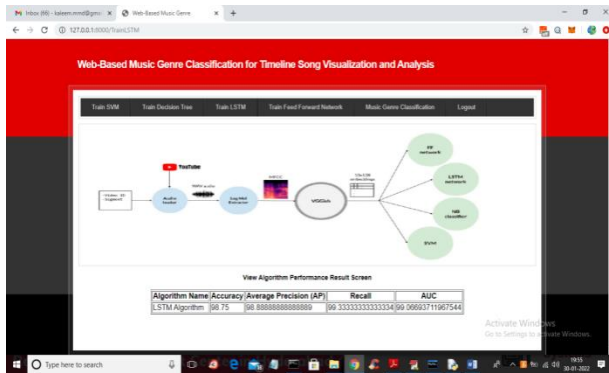 Inbox (66) - kaleem.mmd@gmai
Web-Based Music Genre
127.0.0.1:8000/TrainLSTM
Web-Based Music Genre Classification for Timeline Song Visualization and Analysis
Train SVM Train Decision Tree Train LSTM Train Feed Forward Network Music Genre Classification Logout
YouTube
Audio
VGGish
FF
network
LSTM
network
NB
classifier
SVM
View Algorithm Performance Result Screen
Algorithm Name Accuracy Average Precision (AP) Recall AUC
LSTM Algorithm 98.75 98.88888888888889 99.33333333333334 99.06693711967544
Activate Windows
Go to Settings to activate Windows.
Type here to search
19:55
30-01-2022